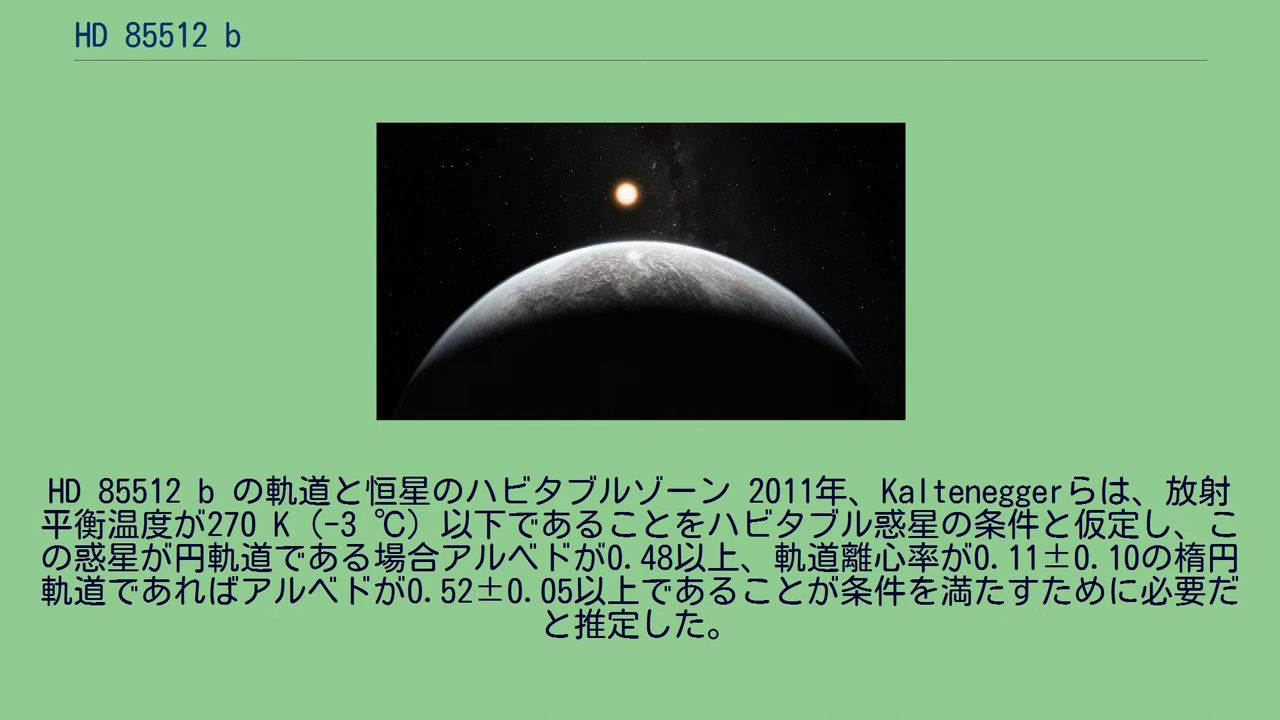 HD 85512 b
HD 85512 b の軌道と恒星のハビタブルゾーン 2011年、Kalteneggerらは、放射
平衡温度が270 K（-3 ℃）以下であることをハビタブル惑星の条件と仮定し、こ
の惑星が円軌道である場合アルベドが0.48以上、軌道離心率が0.11±0.10の楕円
軌道であればアルベドが0.52±0.05以上であることが条件を満たすために必要だ
と推定した。